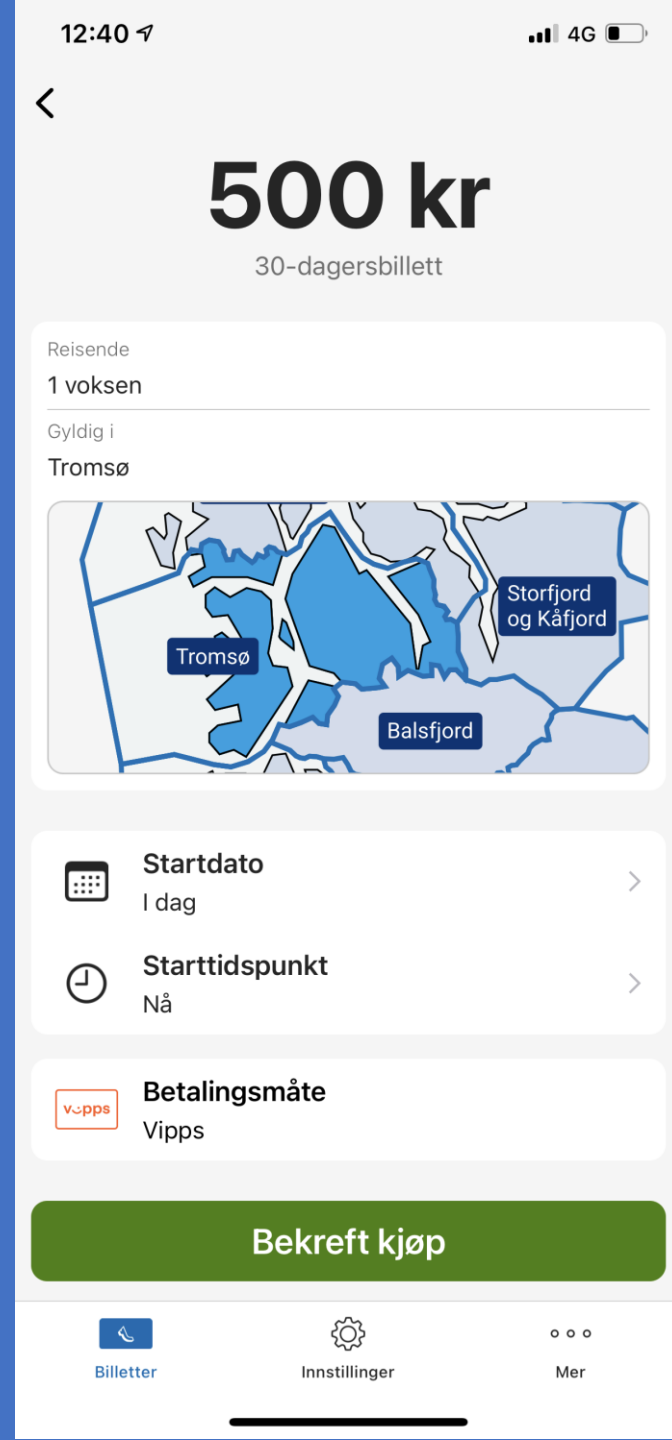 12:40
4G
500 kr
30-dagersbillett
Reisende
1 voksen
Gyldig i
Tromsø
Storfjord
og Kåfjord
Tromsø
Balsfjord
Startdato
I dag
Starttidspunkt
Nå
vipps
Betalingsmåte
Vipps
Bekreft kjøp
Billetter
Innstillinger
Mer